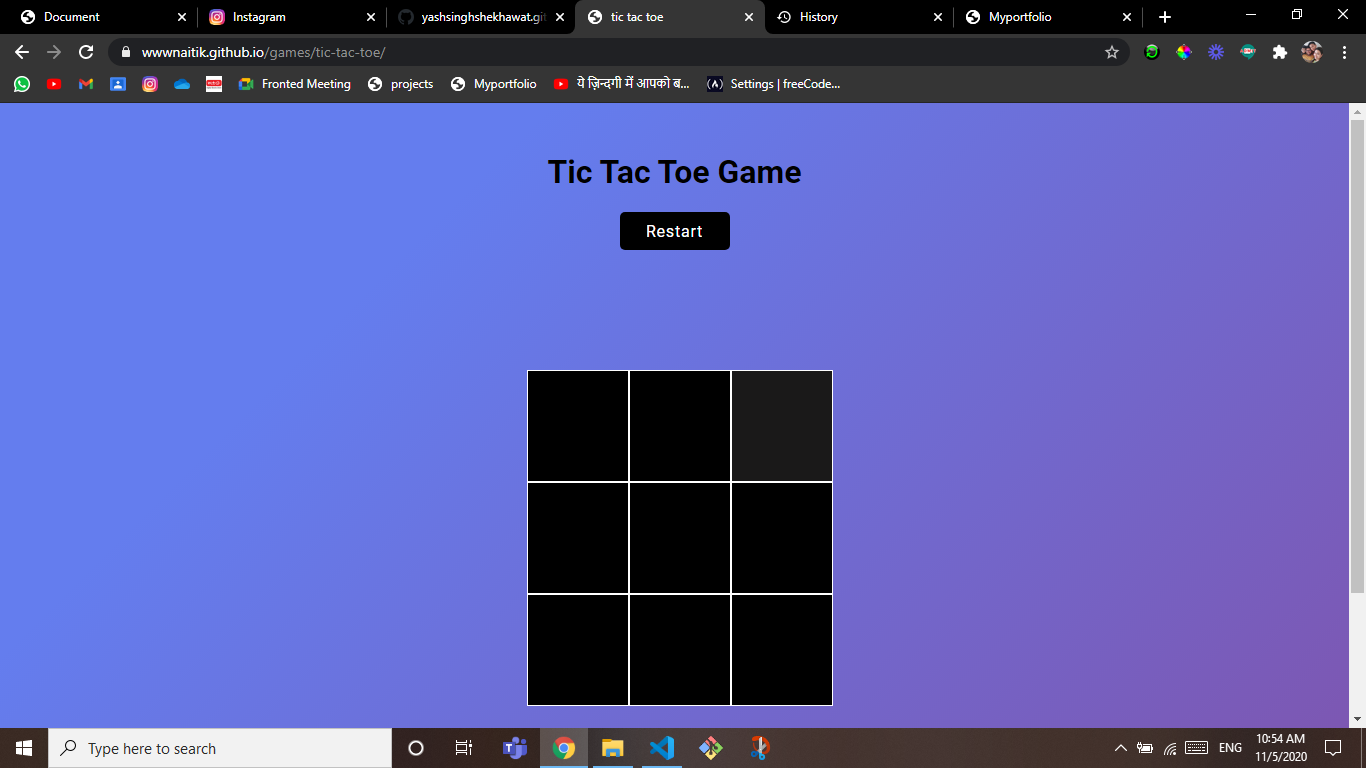 Document
Instagram
yashsinghshekhawat.git
tic tac toe
History
Myportfolio
wwwnaitik.github.io/games/tic-tac-toe/
Fronted Meeting
projects
Myportfolio
ये ज़िन्दगी में आपको ब...
Settings | freeCode...
Tic Tac Toe Game
Restart
Type here to search
ENG
10:54 AM
11/5/2020